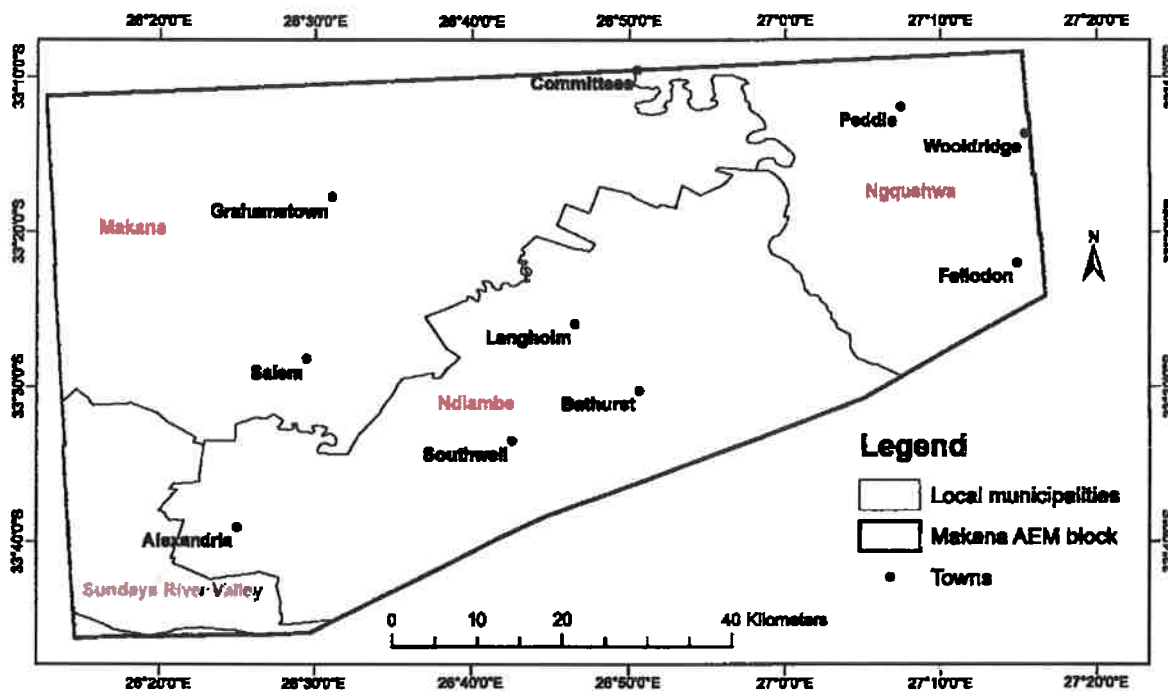 26°20'0"E 26°30'0"E 26°40'0"E 26°50'0"E 27°0'0"E 27°10'0"E 27°20'0"E
33°10'0"S
Committees
Peddie
Wooldridge
Ngqushwa
Makana
Grahamstown
33°20'0"S
N
Langholm
Salem
33°30'0"S
Ndlambe
Bathurst
Southwell
Legend
Local municipalities
Makana AEM block
Towns
Alexandria
33°40'0"S
Sundays River Valley
0 10 20 40 Kilometers
26°20'0"E 26°30'0"E 26°40'0"E 26°50'0"E 27°0'0"E 27°10'0"E 27°20'0"E